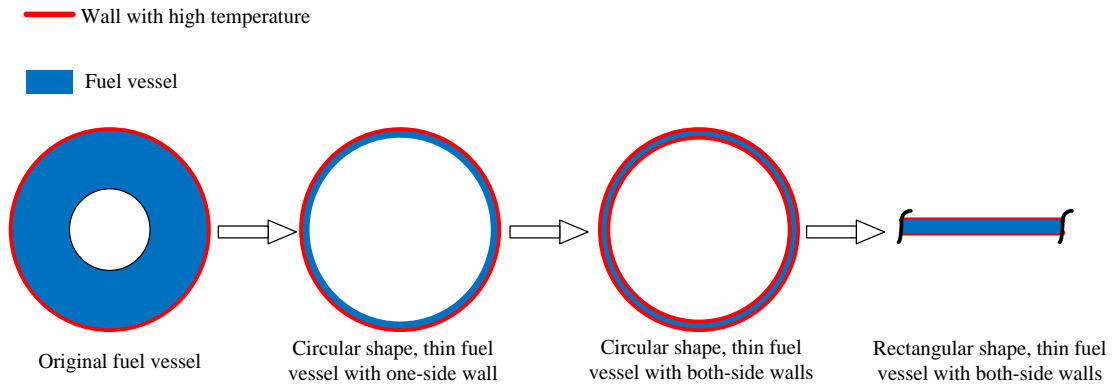 Wall with high temperature
Fuel vessel
Original fuel vessel
Circular shape, thin fuel
vessel with one-side wall
Circular shape, thin fuel
vessel with both-side walls
Rectangular shape, thin fuel
vessel with both-side walls